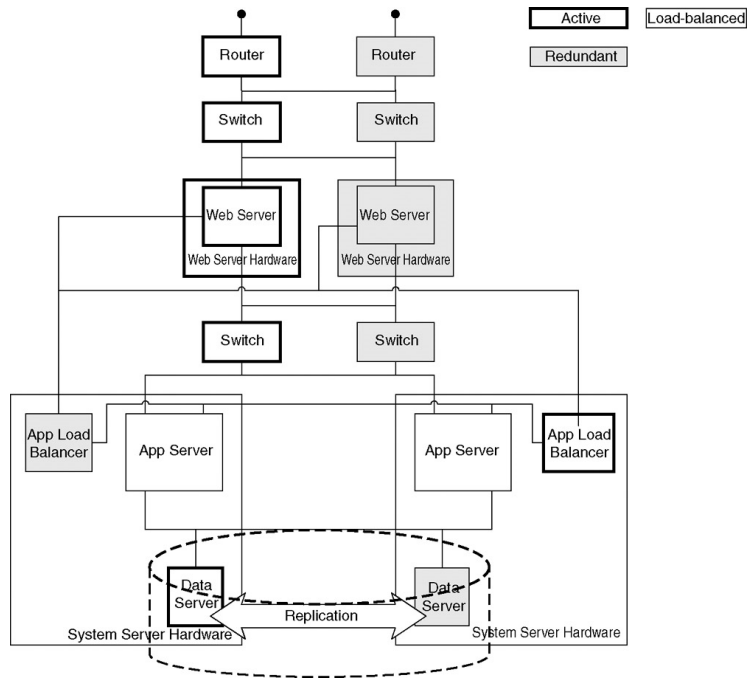 Active
Load-balanced
Redundant
Router
Router
Switch
Switch
Web Server
Web Server
Web Server Hardware
Web Server Hardware
Switch
Switch
App Load
Balancer
App Server
App Server
App Load
Balancer
Data
Server
Replication
Data
Server
System Server Hardware
System Server Hardware